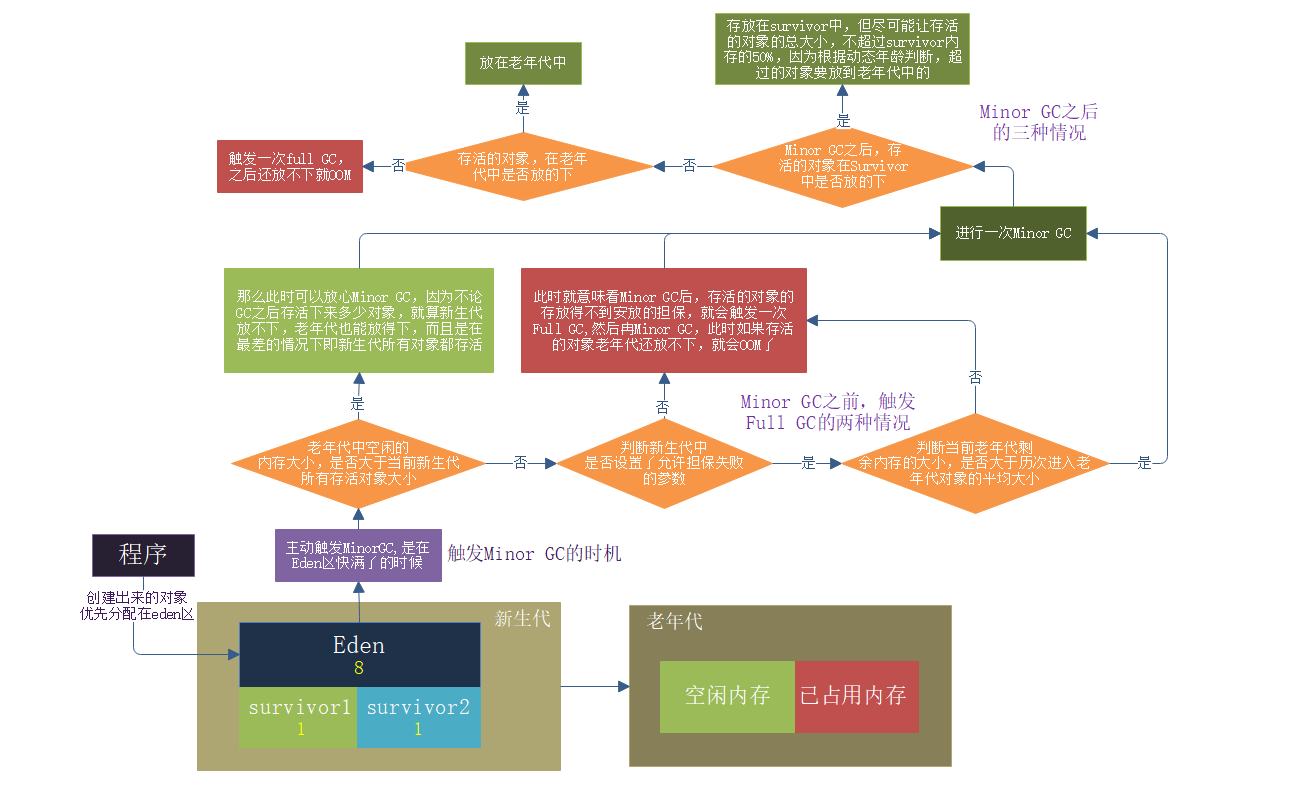 存放在survivor中，但尽可能让存活
的对象的总大小，不超过survivor内
存的50%，因为根据动态年龄判断，超
过的对象要放到老年代中的
放在老年代中
是
是
Minor GC之后
的三种情况
触发一次full GC，
之后还放不下就OOM
否
存活的对象，在老年
代中是否放的下
否
Minor GC之后，存
活的对象在Survivor
中是否放的下
进行一次Minor GC
那么此时可以放心Minor GC，因为不论
GC之后存活下来多少对象，就算新生代
放不下，老年代也能放得下，而且是在
最差的情况下即新生代所有对象都存活
此时就意味着Minor GC后，存活的对象的
存放得不到安放的担保，就会触发一次
Full GC,然后冉Minor GC，此时如果存活
的对象老年代还放不下，就会OOM了
是
否
否
Minor GC之前，触发
Full GC的两种情况
老年代中空闲的
内存大小，是否大于当前新生代
所有存活对象大小
否
判断新生代中
是否设置了允许担保失败
的参数
是
判断当前老年代剩
余内存的大小，是否大于历次进入老
年代对象的平均大小
是
主动触发MinorGC,是在
Eden区快满了的时候
触发Minor GC的时机
程序
创建出来的对象
优先分配在eden区
新生代
Eden
8
survivor1
1
survivor2
1
老年代
空闲内存
已占用内存